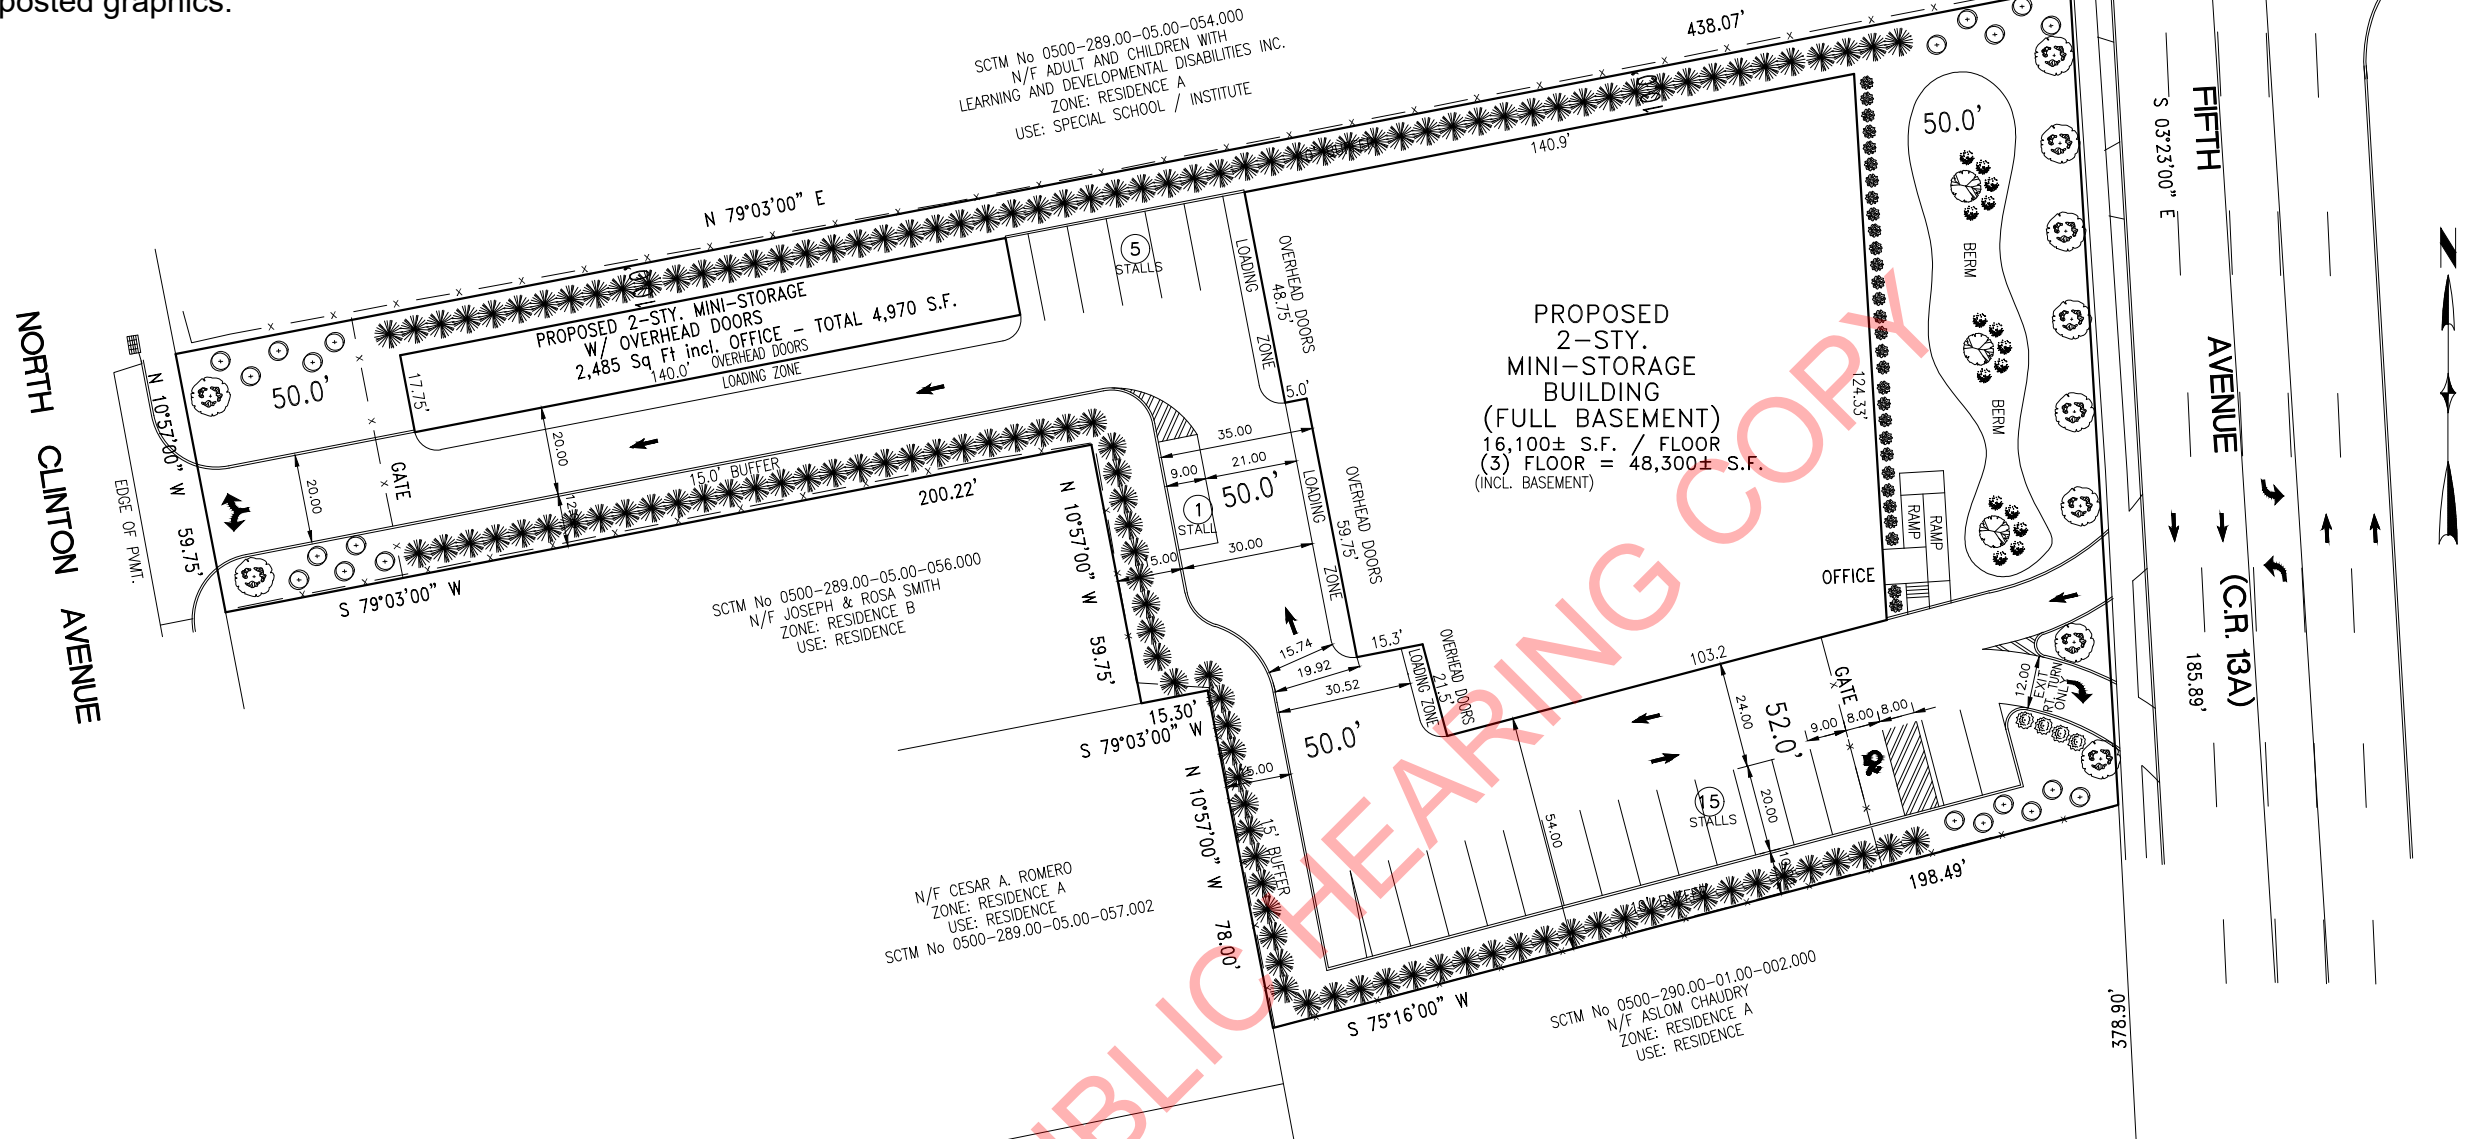 posted graphics.
SCTM No 0500-289.00-05.00-054.000
N/F ADULT AND CHILDREN WITH
LEARNING AND DEVELOPMENTAL DISABILITIES INC.
ZONE: RESIDENCE A
USE: SPECIAL SCHOOL / INSTITUTE
438.07'
N 79°03'00" E
140.9'
5
STALLS
LOADING
ZONE
OVERHEAD DOORS
48.75'
5.0'
PROPOSED 2-STY. MINI-STORAGE
W/ OVERHEAD DOORS
2,485 Sq Ft incl. OFFICE - TOTAL 4,970 S.F.
140.0'
OVERHEAD DOORS
LOADING ZONE
17.75'
50.0'
NORTH CLINTON AVENUE
EDGE OF PVMT.
N 10°57'00" W 59.75'
20.00
GATE
20.00
15.0' BUFFER
200.22'
S 79°03'00" W
SCTM No 0500-289.00-05.00-056.000
N/F JOSEPH & ROSA SMITH
ZONE: RESIDENCE B
USE: RESIDENCE
N 10°57'00" W 59.75'
15.30'
S 79°03'00" W
35.00
9.00
21.00
50.0'
1
STALL
30.00
15.00
LOADING
ZONE
OVERHEAD DOORS
59.75'
15.74
19.92
30.52
15.3'
LOADING ZONE
OVERHEAD DOORS
21.5'
50.0'
PROPOSED
2-STY.
MINI-STORAGE
BUILDING
(FULL BASEMENT)
16,100± S.F. / FLOOR
(3) FLOOR = 48,300± S.F.
(INCL. BASEMENT)
124.33'
OFFICE
RAMP
RAMP
50.0'
BERM
BERM
103.2
24.00
52.0'
GATE
9.00
8.00
8.00
12.00
EXIT
RT. TURN
ONLY
15
STALLS
20.00
54.00
15' BUFFER
N 10°57'00" W 78.00'
N/F CESAR A. ROMERO
ZONE: RESIDENCE A
USE: RESIDENCE
SCTM No 0500-289.00-05.00-057.002
S 75°16'00" W
198.49'
SCTM No 0500-290.00-01.00-002.000
N/F ASLOM CHAUDRY
ZONE: RESIDENCE A
USE: RESIDENCE
S 03°23'00" E
185.89'
378.90'
FIFTH AVENUE (C.R. 13A)
N
BLIC HEARING COPY